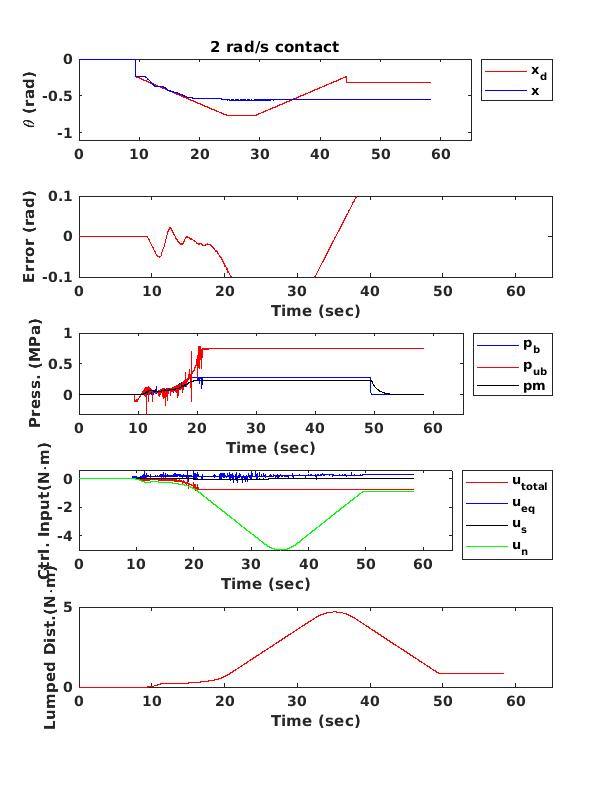 2 rad/s contact
θ (rad)
0
-0.5
-1
0 10 20 30 40 50 60
x_d
x
Error (rad)
0.1
0
-0.1
0 10 20 30 40 50 60
Time (sec)
Press. (MPa)
1
0.5
0
0 10 20 30 40 50 60
Time (sec)
p_b
p_ub
pm
Ctrl. Input(N·m)
0
-2
-4
0 10 20 30 40 50 60
Time (sec)
u_total
u_eq
u_s
u_n
Lumped Dist.(N·m)
5
0
0 10 20 30 40 50 60
Time (sec)